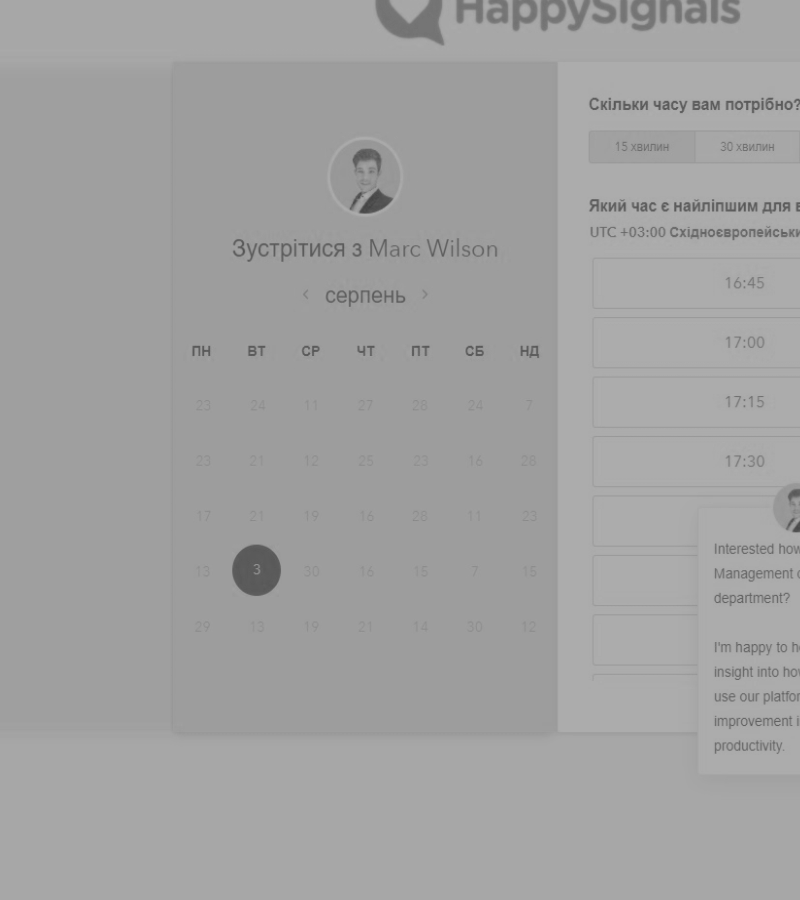 HappySignals
Зустрітися з Marc Wilson
серпень
ПН ВТ СР ЧТ ПТ СБ НД
23 24 11 27 28 24 7
23 21 12 25 23 16 28
17 21 19 16 28 11 23
13 3 30 16 15 7 15
29 13 19 21 14 30 12
Скільки часу вам потрібно?
15 хвилин 30 хвилин
Який час є найліпшим для в
UTC +03:00 Східноєвропейськи
16:45
17:00
17:15
17:30
Interested how
Management
department?
I'm happy to h
insight into how
use our platfor
improvement i
productivity.